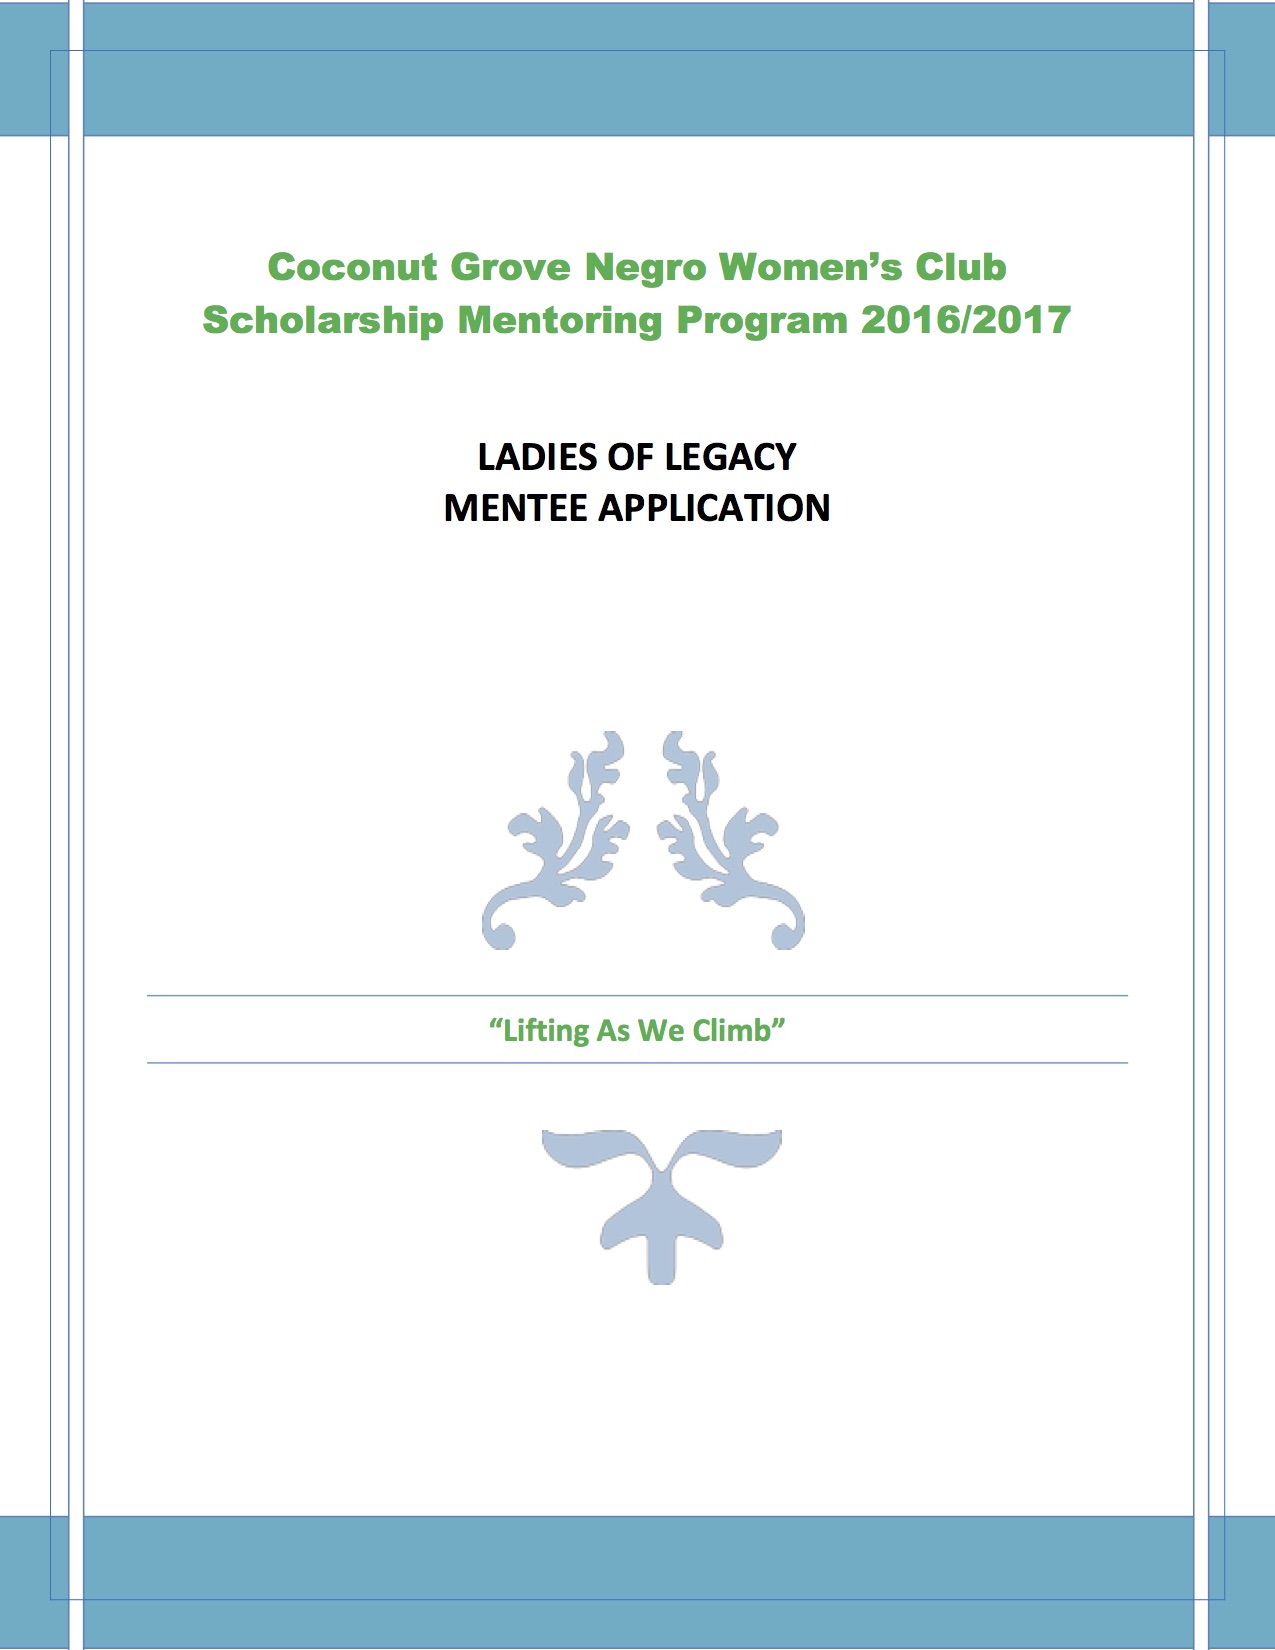 Coconut Grove Negro Women’s Club
Scholarship Mentoring Program 2016/2017
LADIES OF LEGACY
MENTEE APPLICATION
“Lifting As We Climb”